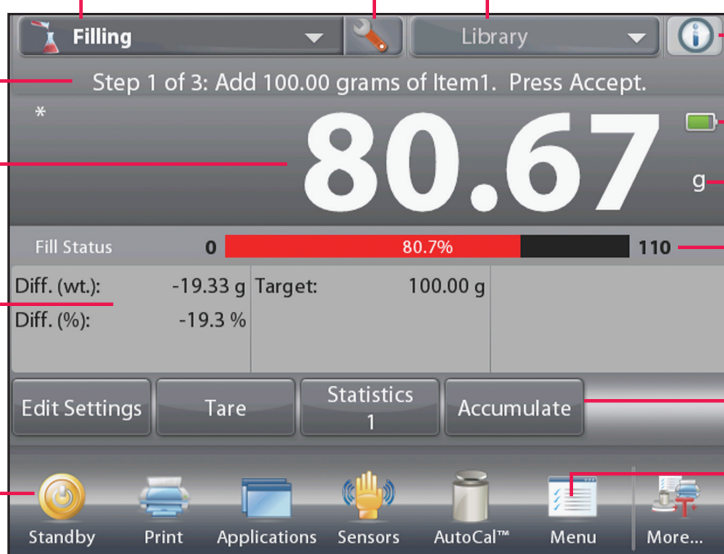 Filling Library
Step 1 of 3: Add 100.00 grams of Item1. Press Accept.
*
80.67
g
Fill Status 0 80.7% 110
Diff. (wt.): -19.33 g Target: 100.00 g
Diff. (%): -19.3 %
Edit Settings Tare Statistics Accumulate
1
Standby Print Applications Sensors AutoCal™ Menu More...